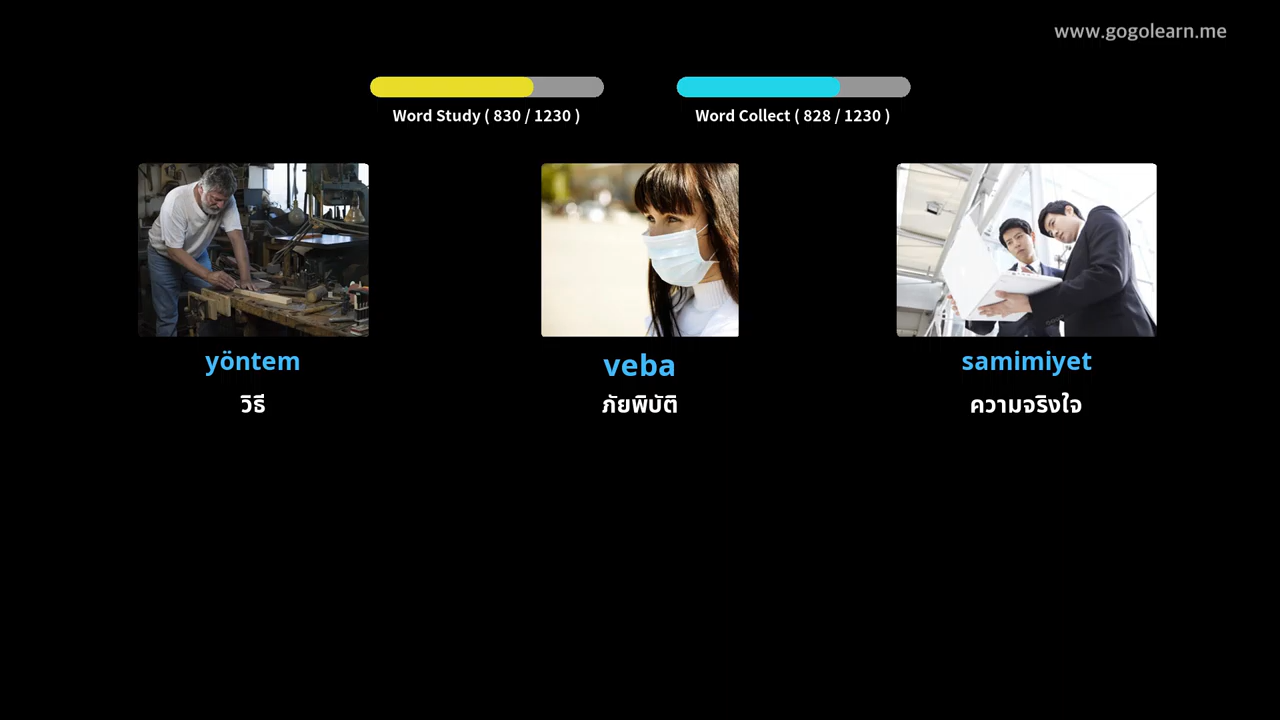 www.gogolearn.me
Word Study ( 830 / 1230 )
Word Collect ( 828 / 1230 )
yöntem
veba
samimiyet
วิธี
ภัยพิบัติ
ความจริงใจ